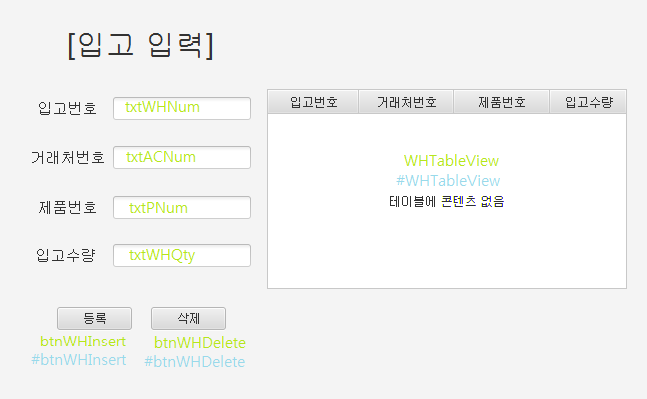 [입고 입력]
입고번호 txtWHNum
거래처번호 txtACNum
제품번호 txtPNum
입고수량 txtWHQty
입고번호 거래처번호 제품번호 입고수량
WHTableView
#WHTableView
테이블에 콘텐츠 없음
등록 삭제
btnWHInsert btnWHDelete
#btnWHInsert #btnWHDelete